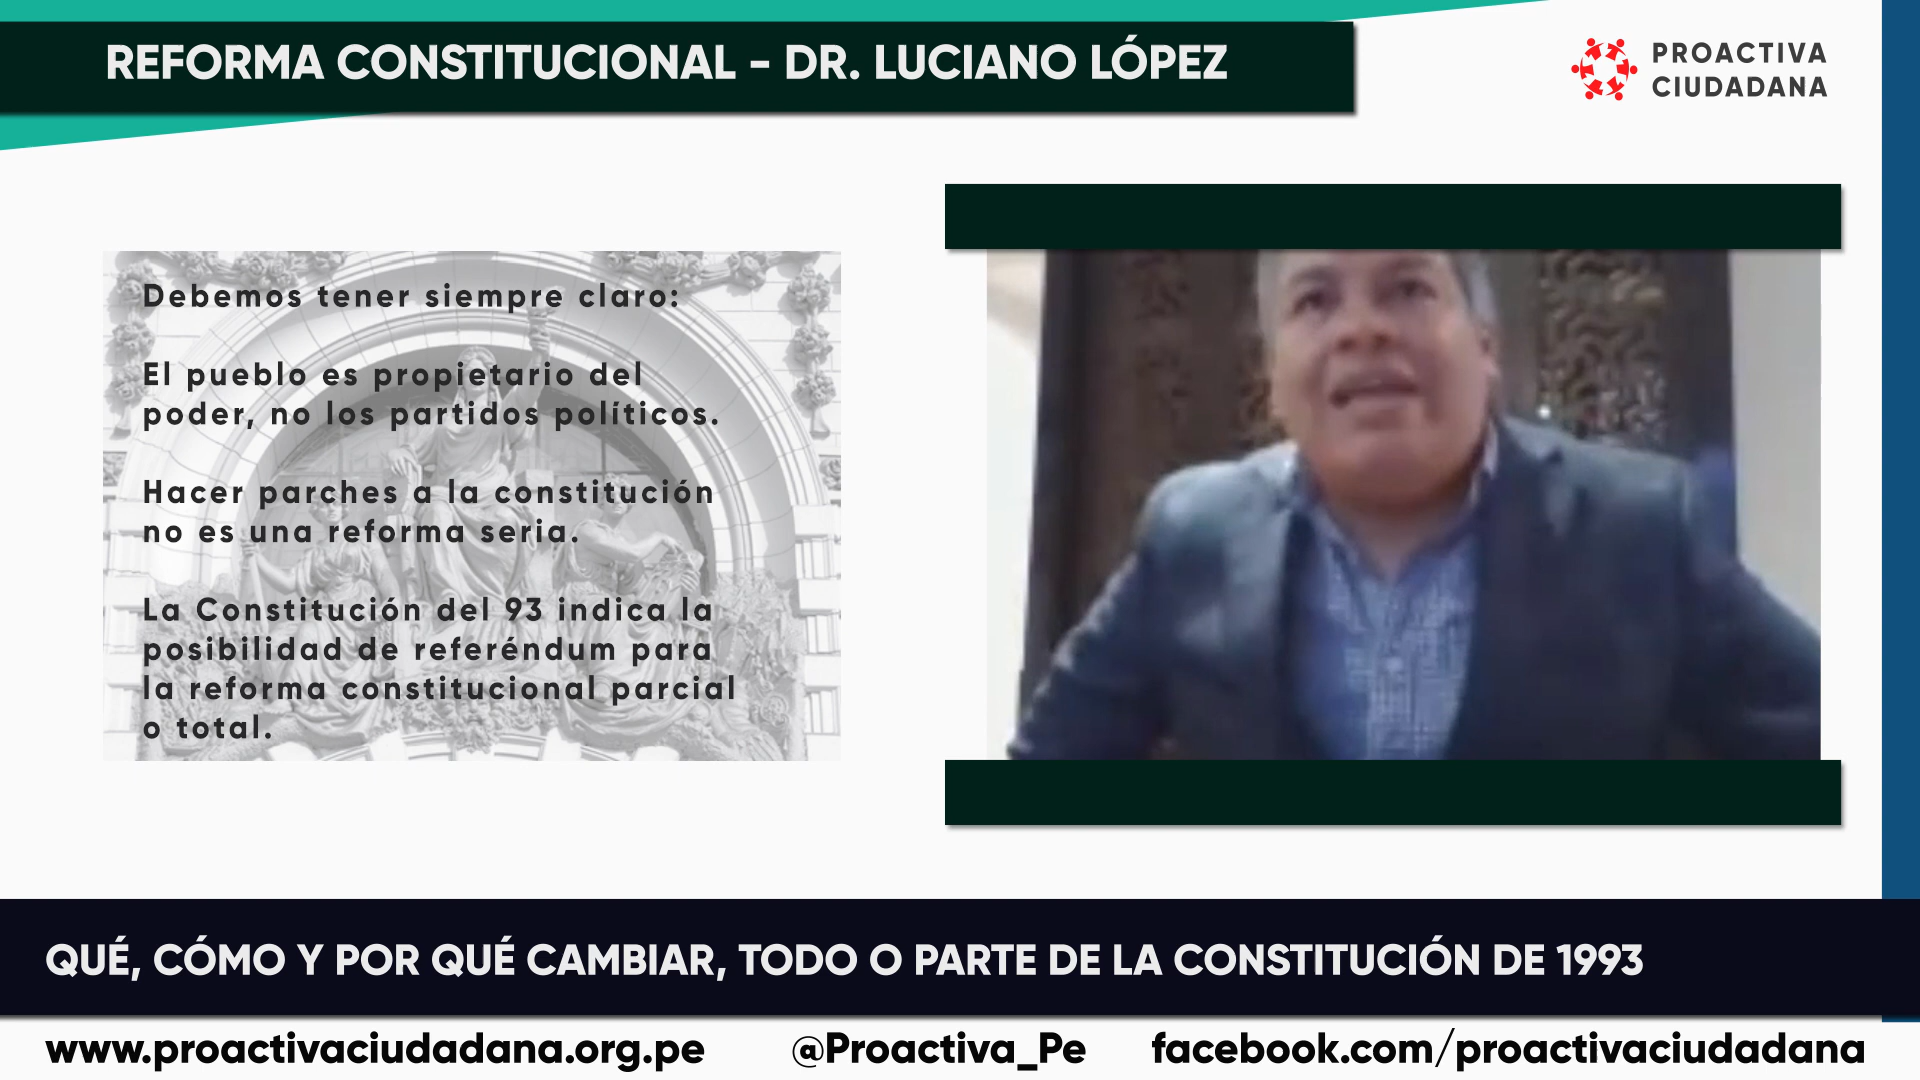 REFORMA CONSTITUCIONAL - DR. LUCIANO LÓPEZ
PROACTIVA
CIUDADANA
Debemos tener siempre claro:
El pueblo es propietario del
poder, no los partidos políticos.
Hacer parches a la constitución
no es una reforma seria.
La Constitución del 93 indica la
posibilidad de referéndum para
la reforma constitucional parcial
o total.
QUÉ, CÓMO Y POR QUÉ CAMBIAR, TODO O PARTE DE LA CONSTITUCIÓN DE 1993
www.proactivaciudadana.org.pe @Proactiva_Pe facebook.com/proactivaciudadana